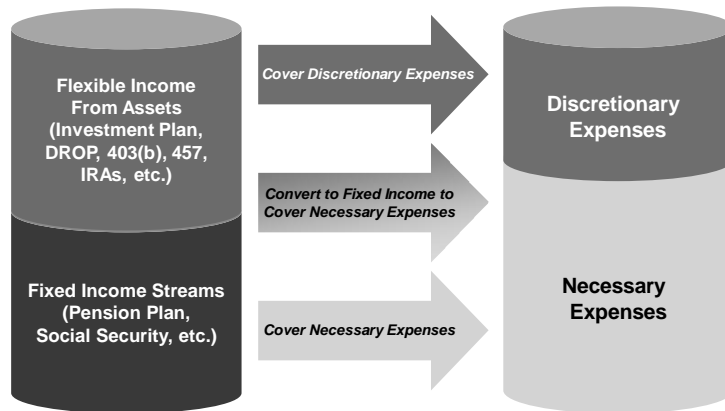 Flexible Income
From Assets
(Investment Plan,
DROP, 403(b), 457,
IRAs, etc.)
Fixed Income Streams
(Pension Plan,
Social Security, etc.)
Cover Discretionary Expenses
Convert to Fixed Income to
Cover Necessary Expenses
Cover Necessary Expenses
Discretionary
Expenses
Necessary
Expenses